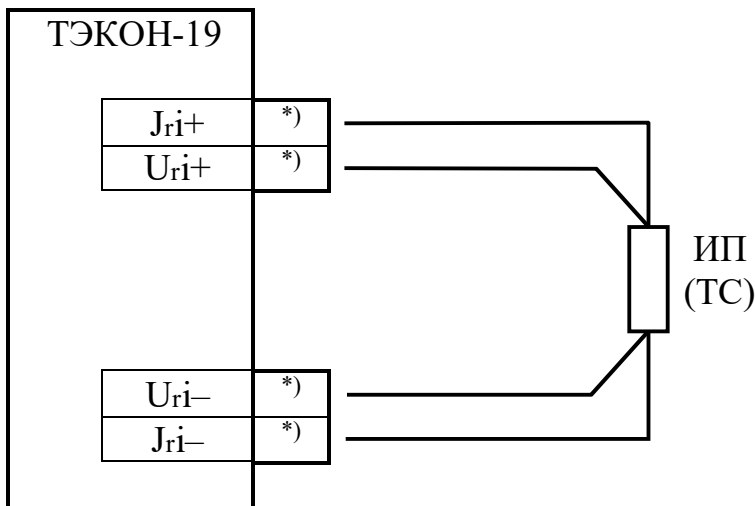 ТЭКОН-19
Jri+ *)
Uri+ *)
ИП
(ТС)
Uri– *)
Jri– *)